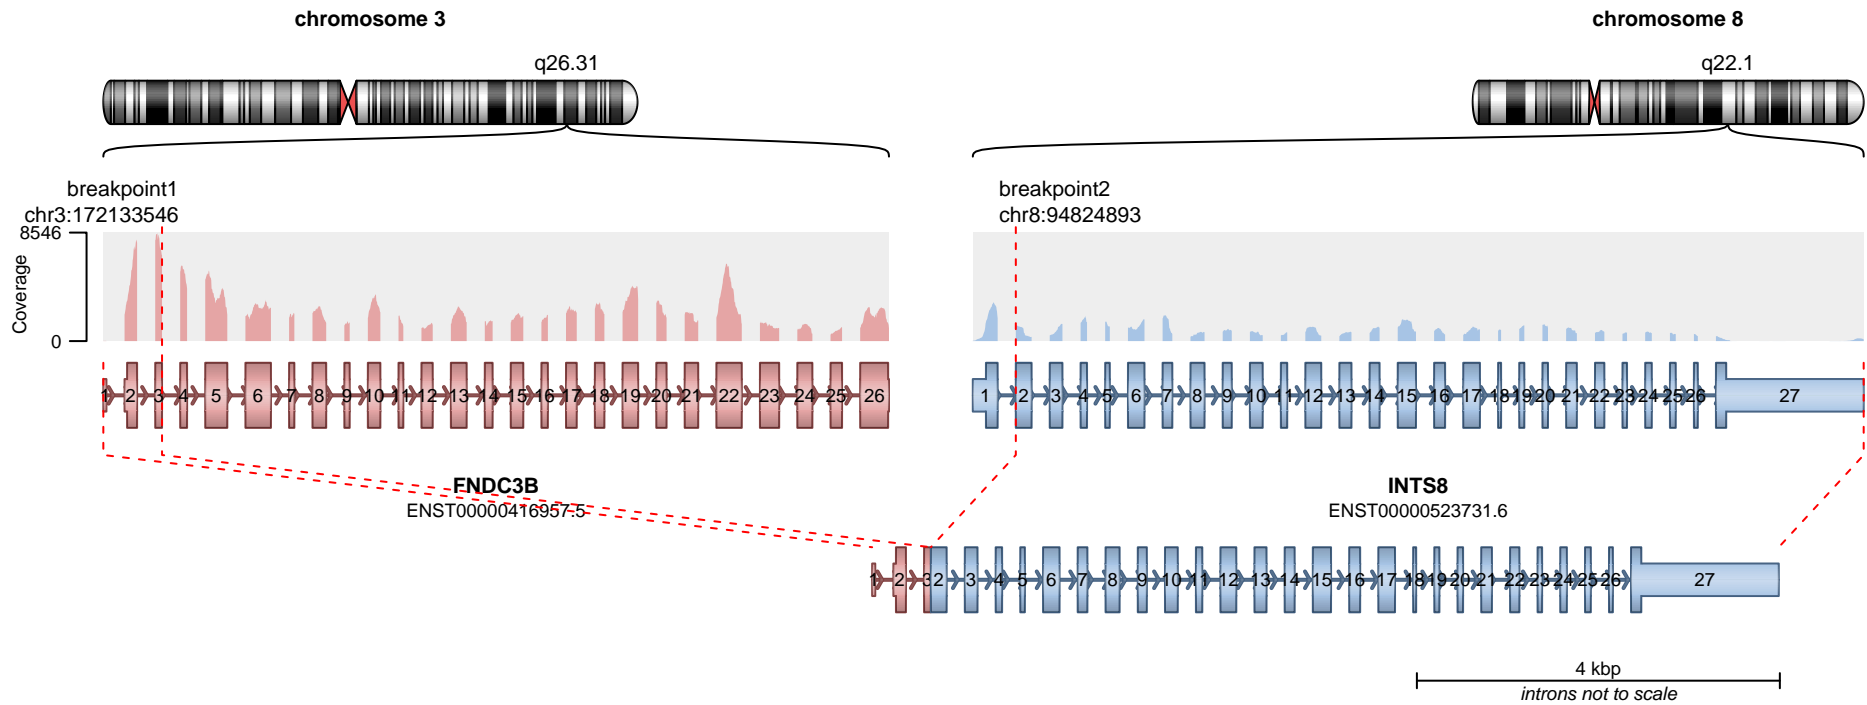 chromosome 3
chromosome 8
q26.31
q22.1
breakpoint1
chr3:172133546
breakpoint2
chr8:94824893
8546
Coverage
0
1 2 3 4 5 6 7 8 9 10 11 12 13 14 15 16 17 18 19 20 21 22 23 24 25 26
1 2 3 4 5 6 7 8 9 10 11 12 13 14 15 16 17 18 19 20 21 22 23 24 25 26 27
FNDC3B
ENST00000416957.5
INTS8
ENST00000523731.6
1 2 3 2 3 4 5 6 7 8 9 10 11 12 13 14 15 16 17 18 19 20 21 22 23 24 25 26 27
4 kbp
introns not to scale